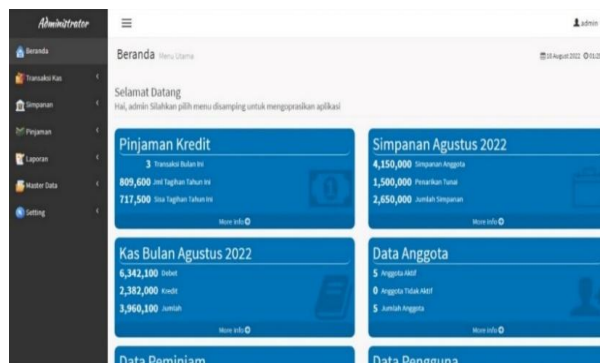 Administrator
admin
Beranda
Transaksi Kas
Simpanan
Pinjaman
Laporan
Master Data
Setting
Beranda Menu Utama
18 August 2022
Selamat Datang
Hai, admin Silahkan pilih menu disamping untuk mengoprasikan aplikasi
Pinjaman Kredit
3 Transaksi Bulan Ini
809,600 Jml Tagihan Tahun Ini
717,500 Sisa Tagihan Tahun Ini
More info
Simpanan Agustus 2022
4,150,000 Simpanan Anggota
1,500,000 Penarikan Tunai
2,650,000 Jumlah Simpanan
More info
Kas Bulan Agustus 2022
6,342,100 Debet
2,382,000 Kredit
3,960,100 Jumlah
More info
Data Anggota
5 Anggota Aktif
0 Anggota Tidak Aktif
5 Jumlah Anggota
More info
Data Peminjam
Data Pengguna